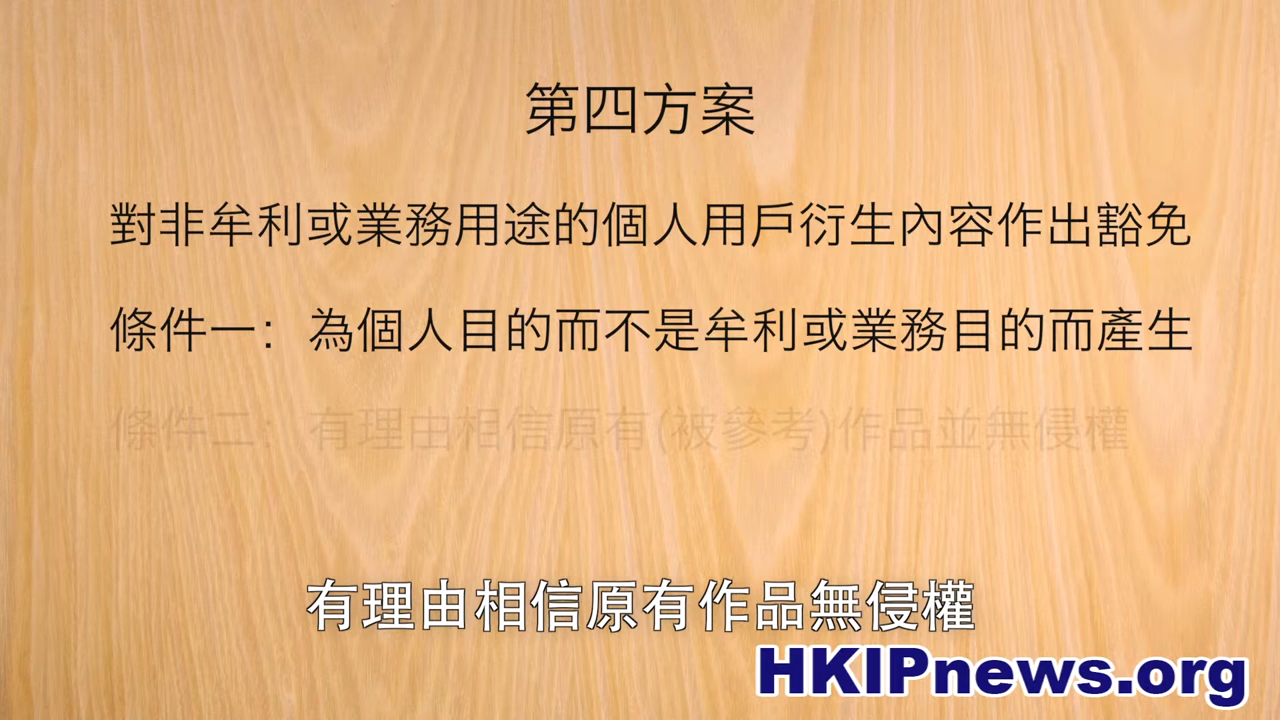 第四方案
對非牟利或業務用途的個人用戶衍生內容作出豁免
條件一：為個人目的而不是牟利或業務目的而產生
條件二：有理由相信原有(被參考)作品並無侵權
有理由相信原有作品無侵權
HKIPnews.org